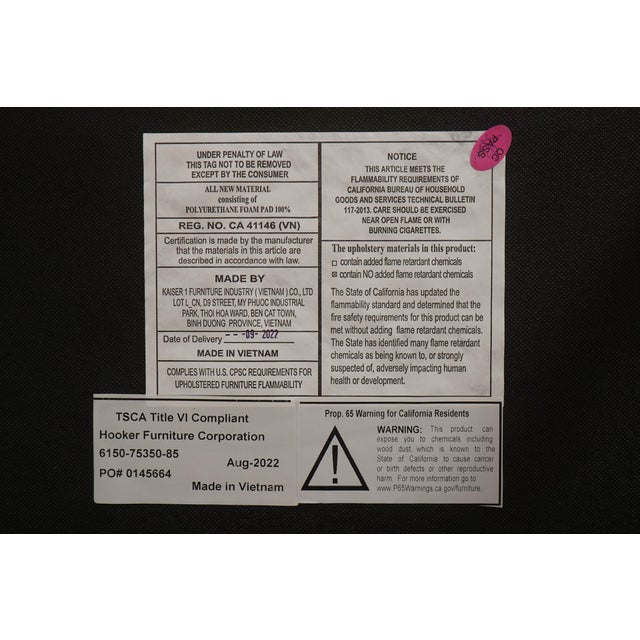 UNDER PENALTY OF LAW
THIS TAG NOT TO BE REMOVED
EXCEPT BY THE CONSUMER
ALL NEW MATERIAL
consisting of
POLYURETHANE FOAM PAD 100%
REG. NO. CA 41146 (VN)
Certification is made by the manufacturer
that the materials in this article are
described in accordance with law.
MADE BY
KAISER 1 FURNITURE INDUSTRY ( VIETNAM ) CO., LTD
LOT L_CN, D9 STREET, MY PHUOC INDUSTRIAL
PARK, THOI HOA WARD, BEN CAT TOWN,
BINH DUONG PROVINCE, VIETNAM
Date of Delivery - - -09- 2022
MADE IN VIETNAM
COMPLIES WITH U.S. CPSC REQUIREMENTS FOR
UPHOLSTERED FURNITURE FLAMMABILITY
NOTICE
THIS ARTICLE MEETS THE
FLAMMABILITY REQUIREMENTS OF
CALIFORNIA BUREAU OF HOUSEHOLD
GOODS AND SERVICES TECHNICAL BULLETIN
117-2013. CARE SHOULD BE EXERCISED
NEAR OPEN FLAME OR WITH
BURNING CIGARETTES.
The upholstery materials in this product:
☐ contain added flame retardant chemicals
☒ contain NO added flame retardant chemicals
The State of California has updated the
flammability standard and determined that the
fire safety requirements for this product can be
met without adding flame retardant chemicals.
The State has identified many flame retardant
chemicals as being known to, or strongly
suspected of, adversely impacting human
health or development.
QC
PASS
TSCA Title VI Compliant
Hooker Furniture Corporation
6150-75350-85
Aug-2022
PO# 0145664
Made in Vietnam
Prop. 65 Warning for California Residents
WARNING: This product can
expose you to chemicals including
wood dust, which is known to the
State of California to cause cancer
or birth defects or other reproductive
harm. For more information go to
www.P65Warnings.ca.gov/furniture.